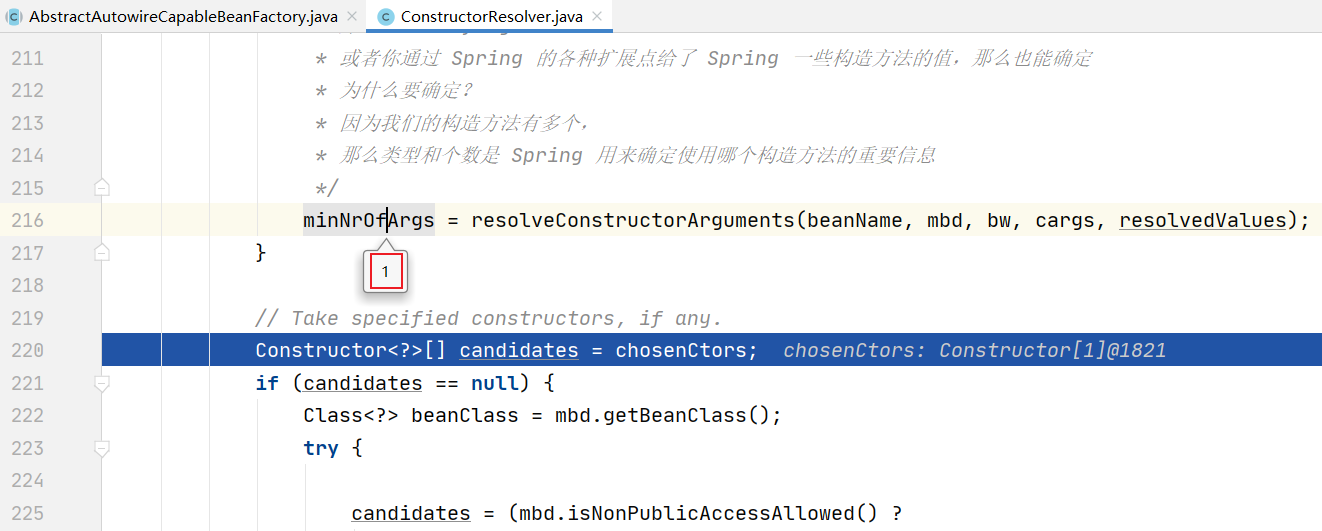 AbstractAutowireCapableBeanFactory.java ConstructorResolver.java
211 * 或者你通过 Spring 的各种扩展点给了 Spring 一些构造方法的值，那么也能确定
212 * 为什么要确定？
213 * 因为我们的构造方法有多个，
214 * 那么类型和个数是 Spring 用来确定使用哪个构造方法的重要信息
215 */
216 minNrOfArgs = resolveConstructorArguments(beanName, mbd, bw, cargs, resolvedValues);
217 }
1
218
219 // Take specified constructors, if any.
220 Constructor<?>[] candidates = chosenCtors; chosenCtors: Constructor[1]@1821
221 if (candidates == null) {
222 Class<?> beanClass = mbd.getBeanClass();
223 try {
224
225 candidates = (mbd.isNonPublicAccessAllowed() ?